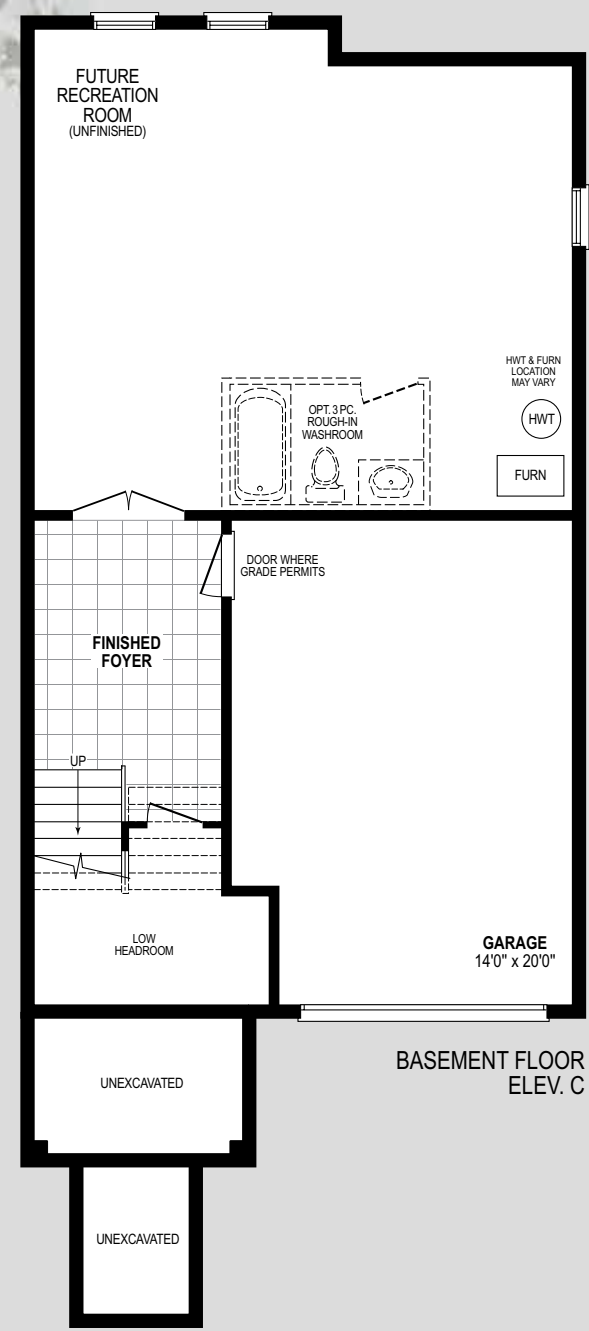 FUTURE
RECREATION
ROOM
(UNFINISHED)
HWT & FURN
LOCATION
MAY VARY
OPT. 3 PC.
ROUGH-IN
WASHROOM
HWT
FURN
DOOR WHERE
GRADE PERMITS
FINISHED
FOYER
UP
LOW
HEADROOM
GARAGE
14'0" x 20'0"
BASEMENT FLOOR
ELEV. C
UNEXCAVATED
UNEXCAVATED